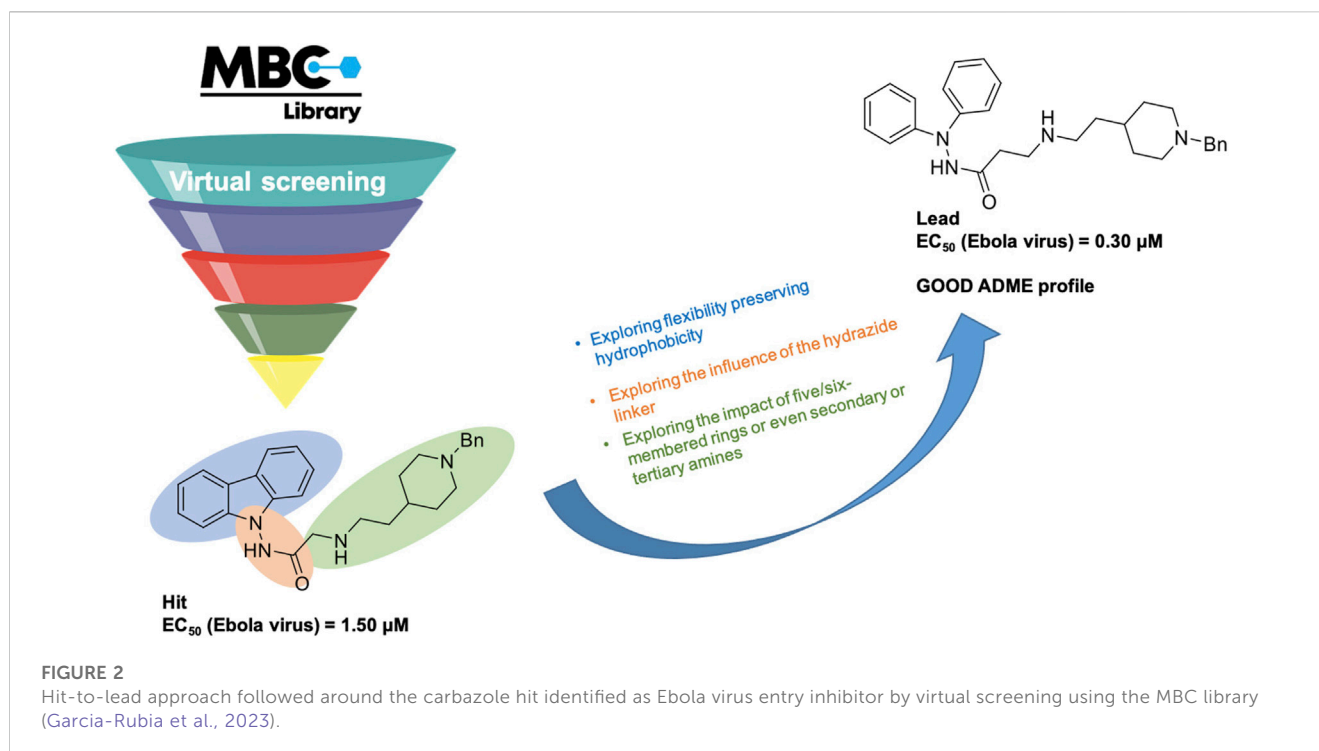 MBC
Library
Virtual screening
N
N
HN
O
H
N
N
Bn
Lead
EC₅₀ (Ebola virus) = 0.30 µM
GOOD ADME profile
• Exploring flexibility preserving
hydrophobicity
• Exploring the influence of the hydrazide
linker
• Exploring the impact of five/six-
membered rings or even secondary or
tertiary amines
Bn
N
N
HN
O
N
H
Hit
EC₅₀ (Ebola virus) = 1.50 µM
FIGURE 2
Hit-to-lead approach followed around the carbazole hit identified as Ebola virus entry inhibitor by virtual screening using the MBC library
(Garcia-Rubia et al., 2023).